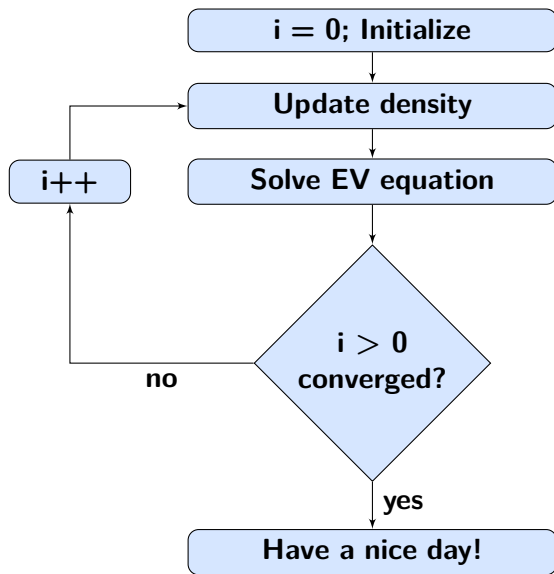 i = 0; Initialize
Update density
i++
Solve EV equation
i > 0
converged?
no
yes
Have a nice day!